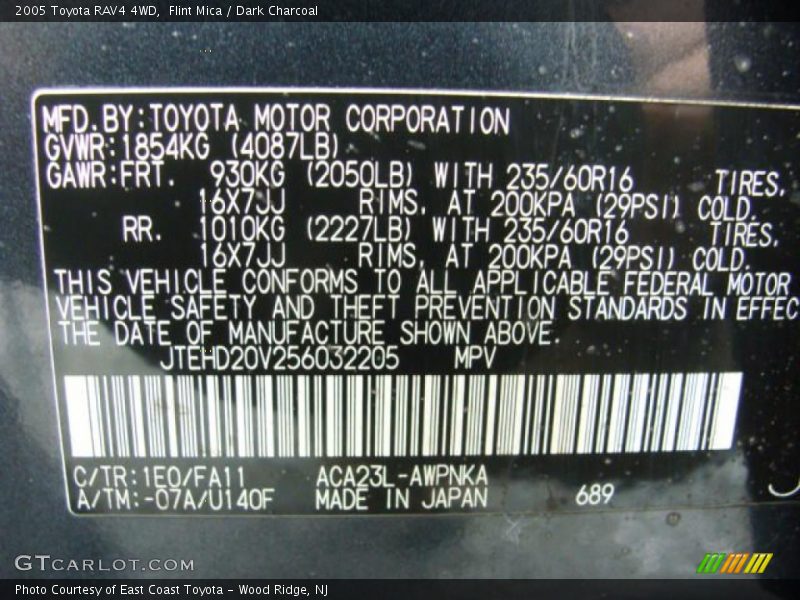 2005 Toyota RAV4 4WD, Flint Mica / Dark Charcoal
MFD.BY:TOYOTA MOTOR CORPORATION
GVWR:1854KG (4087LB)
GAWR:FRT. 930KG (2050LB) WITH 235/60R16 TIRES,
16X7JJ RIMS, AT 200KPA (29PSI) COLD.
RR. 1010KG (2227LB) WITH 235/60R16 TIRES,
16X7JJ RIMS, AT 200KPA (29PSI) COLD.
THIS VEHICLE CONFORMS TO ALL APPLICABLE FEDERAL MOTOR
VEHICLE SAFETY AND THEFT PREVENTION STANDARDS IN EFFEC
THE DATE OF MANUFACTURE SHOWN ABOVE.
JTEHD20V256032205 MPV
C/TR:1E0/FA11 ACA23L-AWPNKA
A/TM:-07A/U140F MADE IN JAPAN 689
GTCARLOT.COM
Photo Courtesy of East Coast Toyota - Wood Ridge, NJ